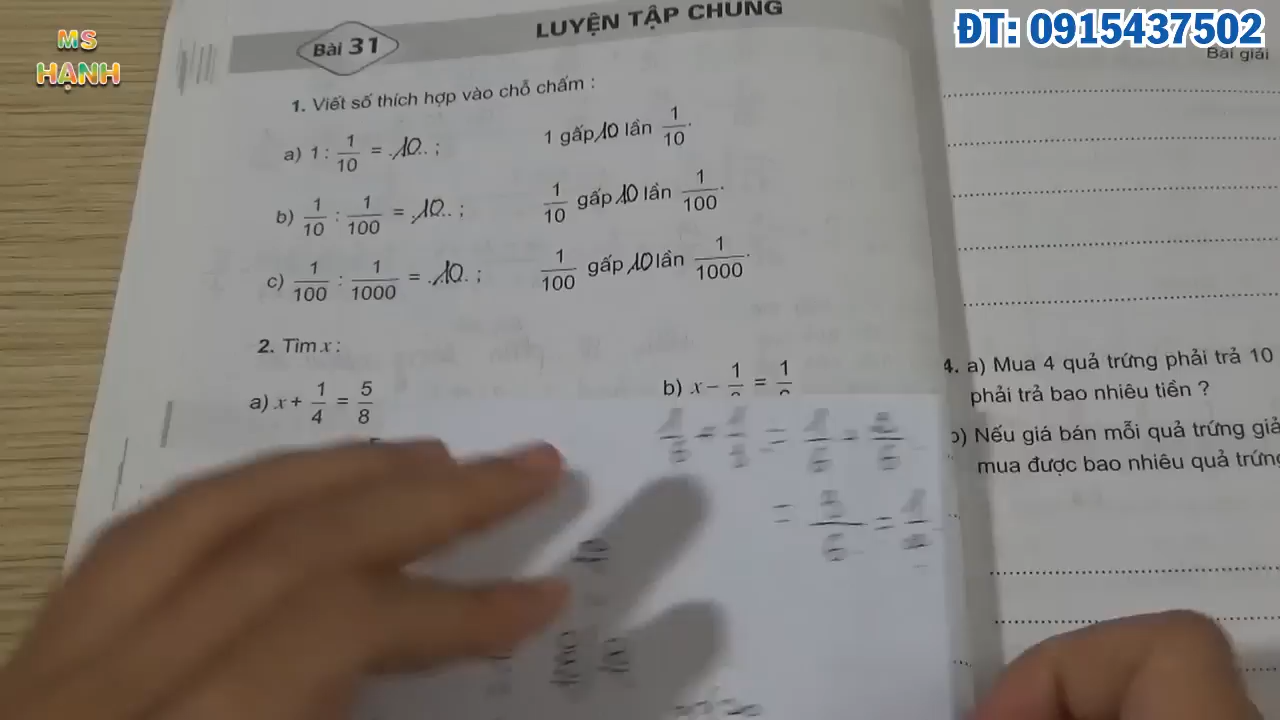 MS
HẠNH
ĐT: 0915437502
Bài 31
LUYỆN TẬP CHUNG
1. Viết số thích hợp vào chỗ chấm :
a) 1 : 1/10 = .10.. ; 1 gấp 10 lần 1/10.
b) 1/10 : 1/100 = .10.. ; 1/10 gấp 10 lần 1/100.
c) 1/100 : 1/1000 = ..10. ; 1/100 gấp 10 lần 1/1000.
2. Tìm x :
a) x + 1/4 = 5/8
b) x –
Bài giải
4. a) Mua 4 quả trứng phải trả 10
phải trả bao nhiêu tiền ?
b) Nếu giá bán mỗi quả trứng
mua được bao nhiêu quả